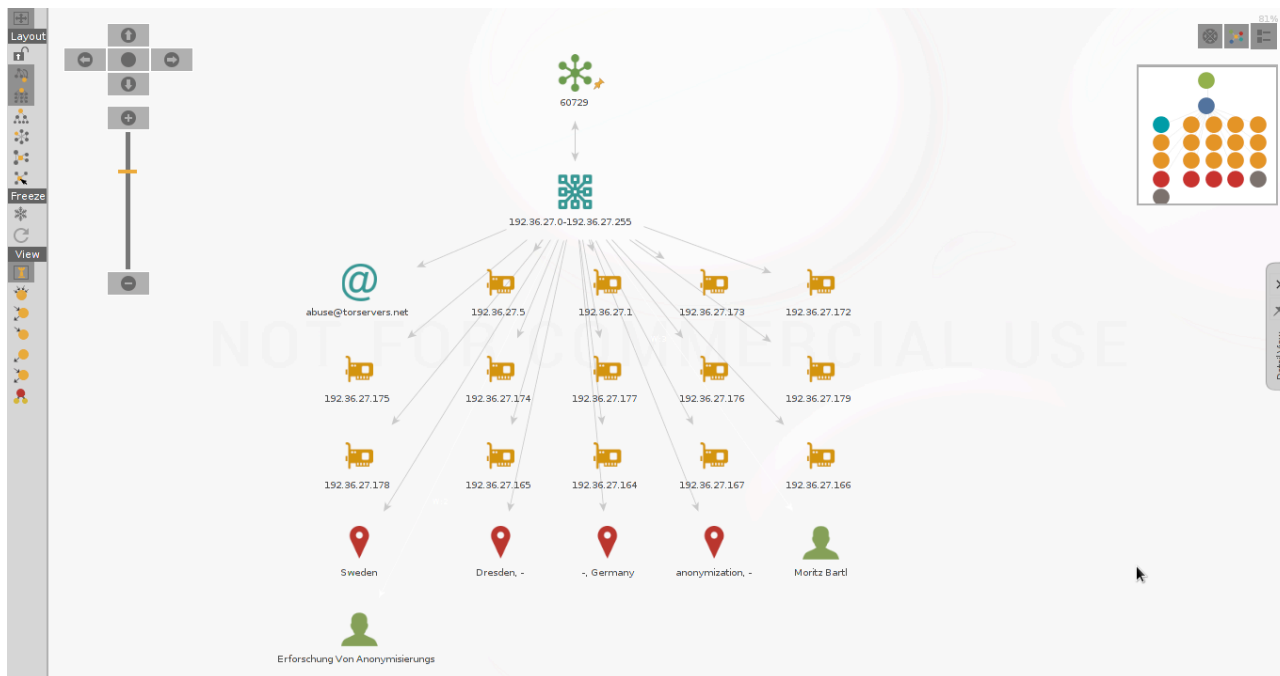 81%
Layout
Freeze
View
60729
192.36.27.0-192.36.27.255
@
abuse@torservers.net
192.36.27.5
192.36.27.1
192.36.27.173
192.36.27.172
NOT FOR COMMERCIAL USE
192.36.27.175
192.36.27.174
192.36.27.177
192.36.27.176
192.36.27.179
192.36.27.178
192.36.27.165
192.36.27.164
192.36.27.167
192.36.27.166
Sweden
Dresden, -
-, Germany
anonymization, -
Moritz Bartl
Erforschung Von Anonymisierungs